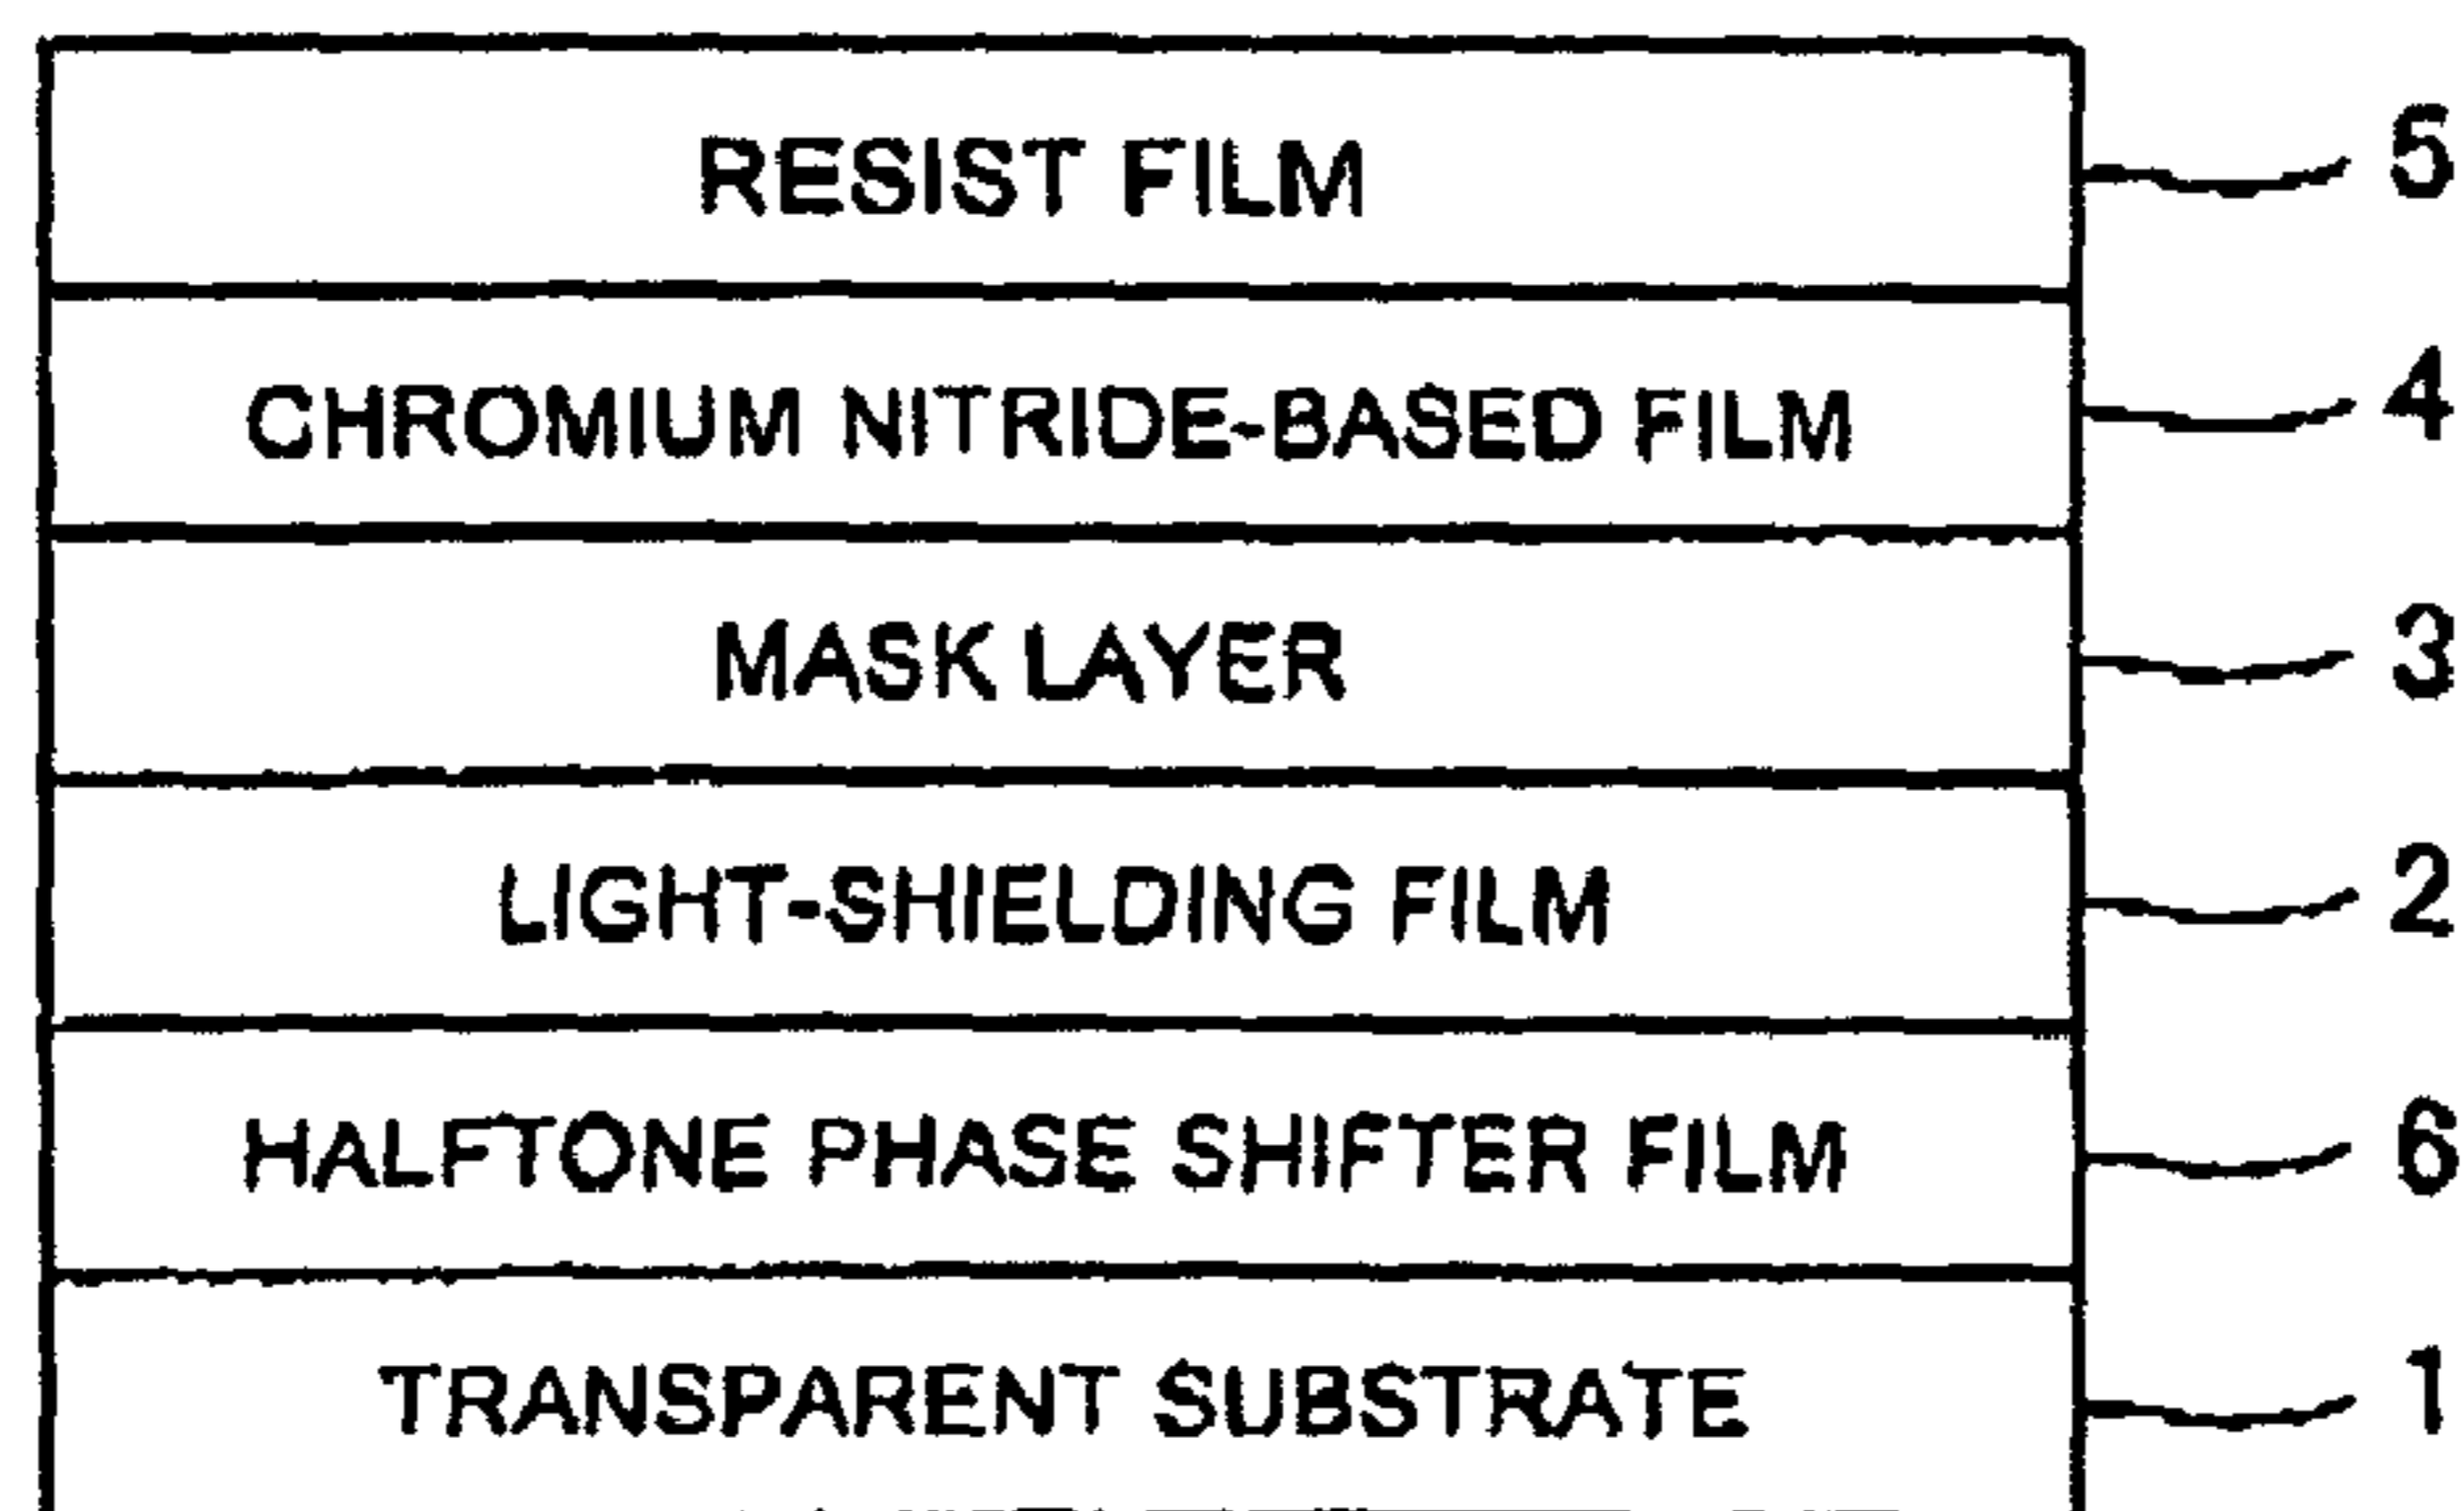 RESIST FILM 5
CHROMIUM NITRIDE-BASED FILM 4
MASK LAYER 3
LIGHT-SHIELDING FILM 2
HALFTONE PHASE SHIFTER FILM 6
TRANSPARENT SUBSTRATE 1